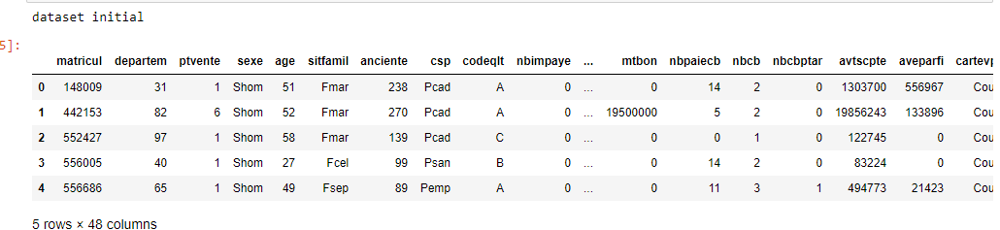 dataset initial
5]:
matricul departem ptvente sexe age sitfamil anciente csp codeqlt nbimpaye ... mtbon nbpaiecb nbcb nbcbptar avtscpte aveparfi cartevp
0 148009 31 1 Shom 51 Fmar 238 Pcad A 0 ... 0 14 2 0 1303700 556967 Cou
1 442153 82 6 Shom 52 Fmar 270 Pcad A 0 ... 19500000 5 2 0 19856243 133896 Cou
2 552427 97 1 Shom 58 Fmar 139 Pcad C 0 ... 0 0 1 0 122745 0 Cou
3 556005 40 1 Shom 27 Fcel 99 Psan B 0 ... 0 14 2 0 83224 0 Cou
4 556686 65 1 Shom 49 Fsep 89 Pemp A 0 ... 0 11 3 1 494773 21423 Cou
5 rows × 48 columns